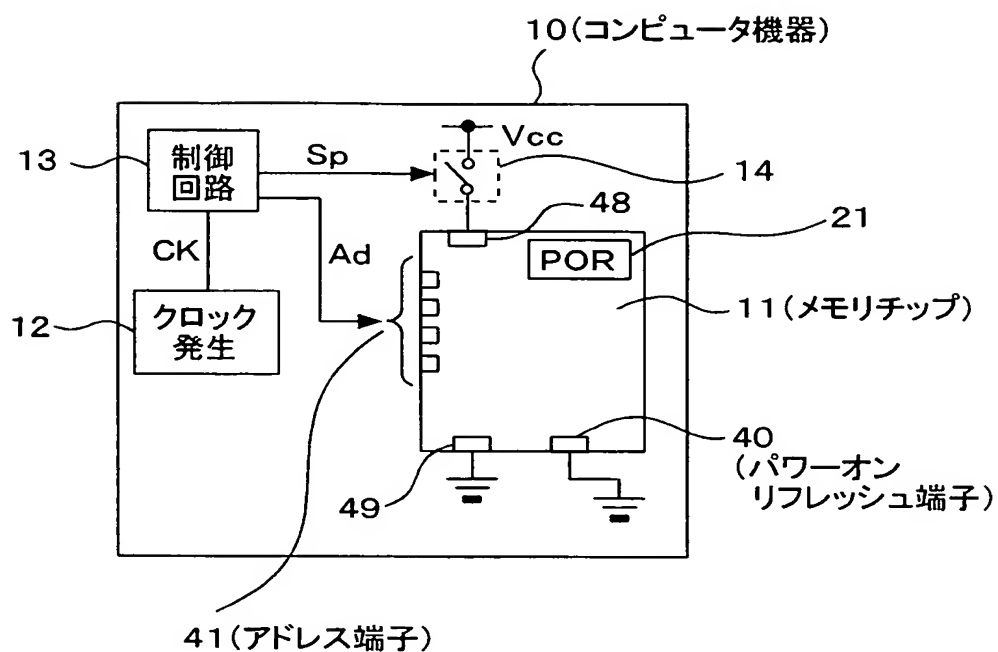 10(コンピュータ機器)
13
制御
回路
Sp
Vcc
14
48
21
CK
Ad
POR
12
クロック
発生
11(メモリチップ)
49
40
(パワーオン
リフレッシュ端子)
41(アドレス端子)